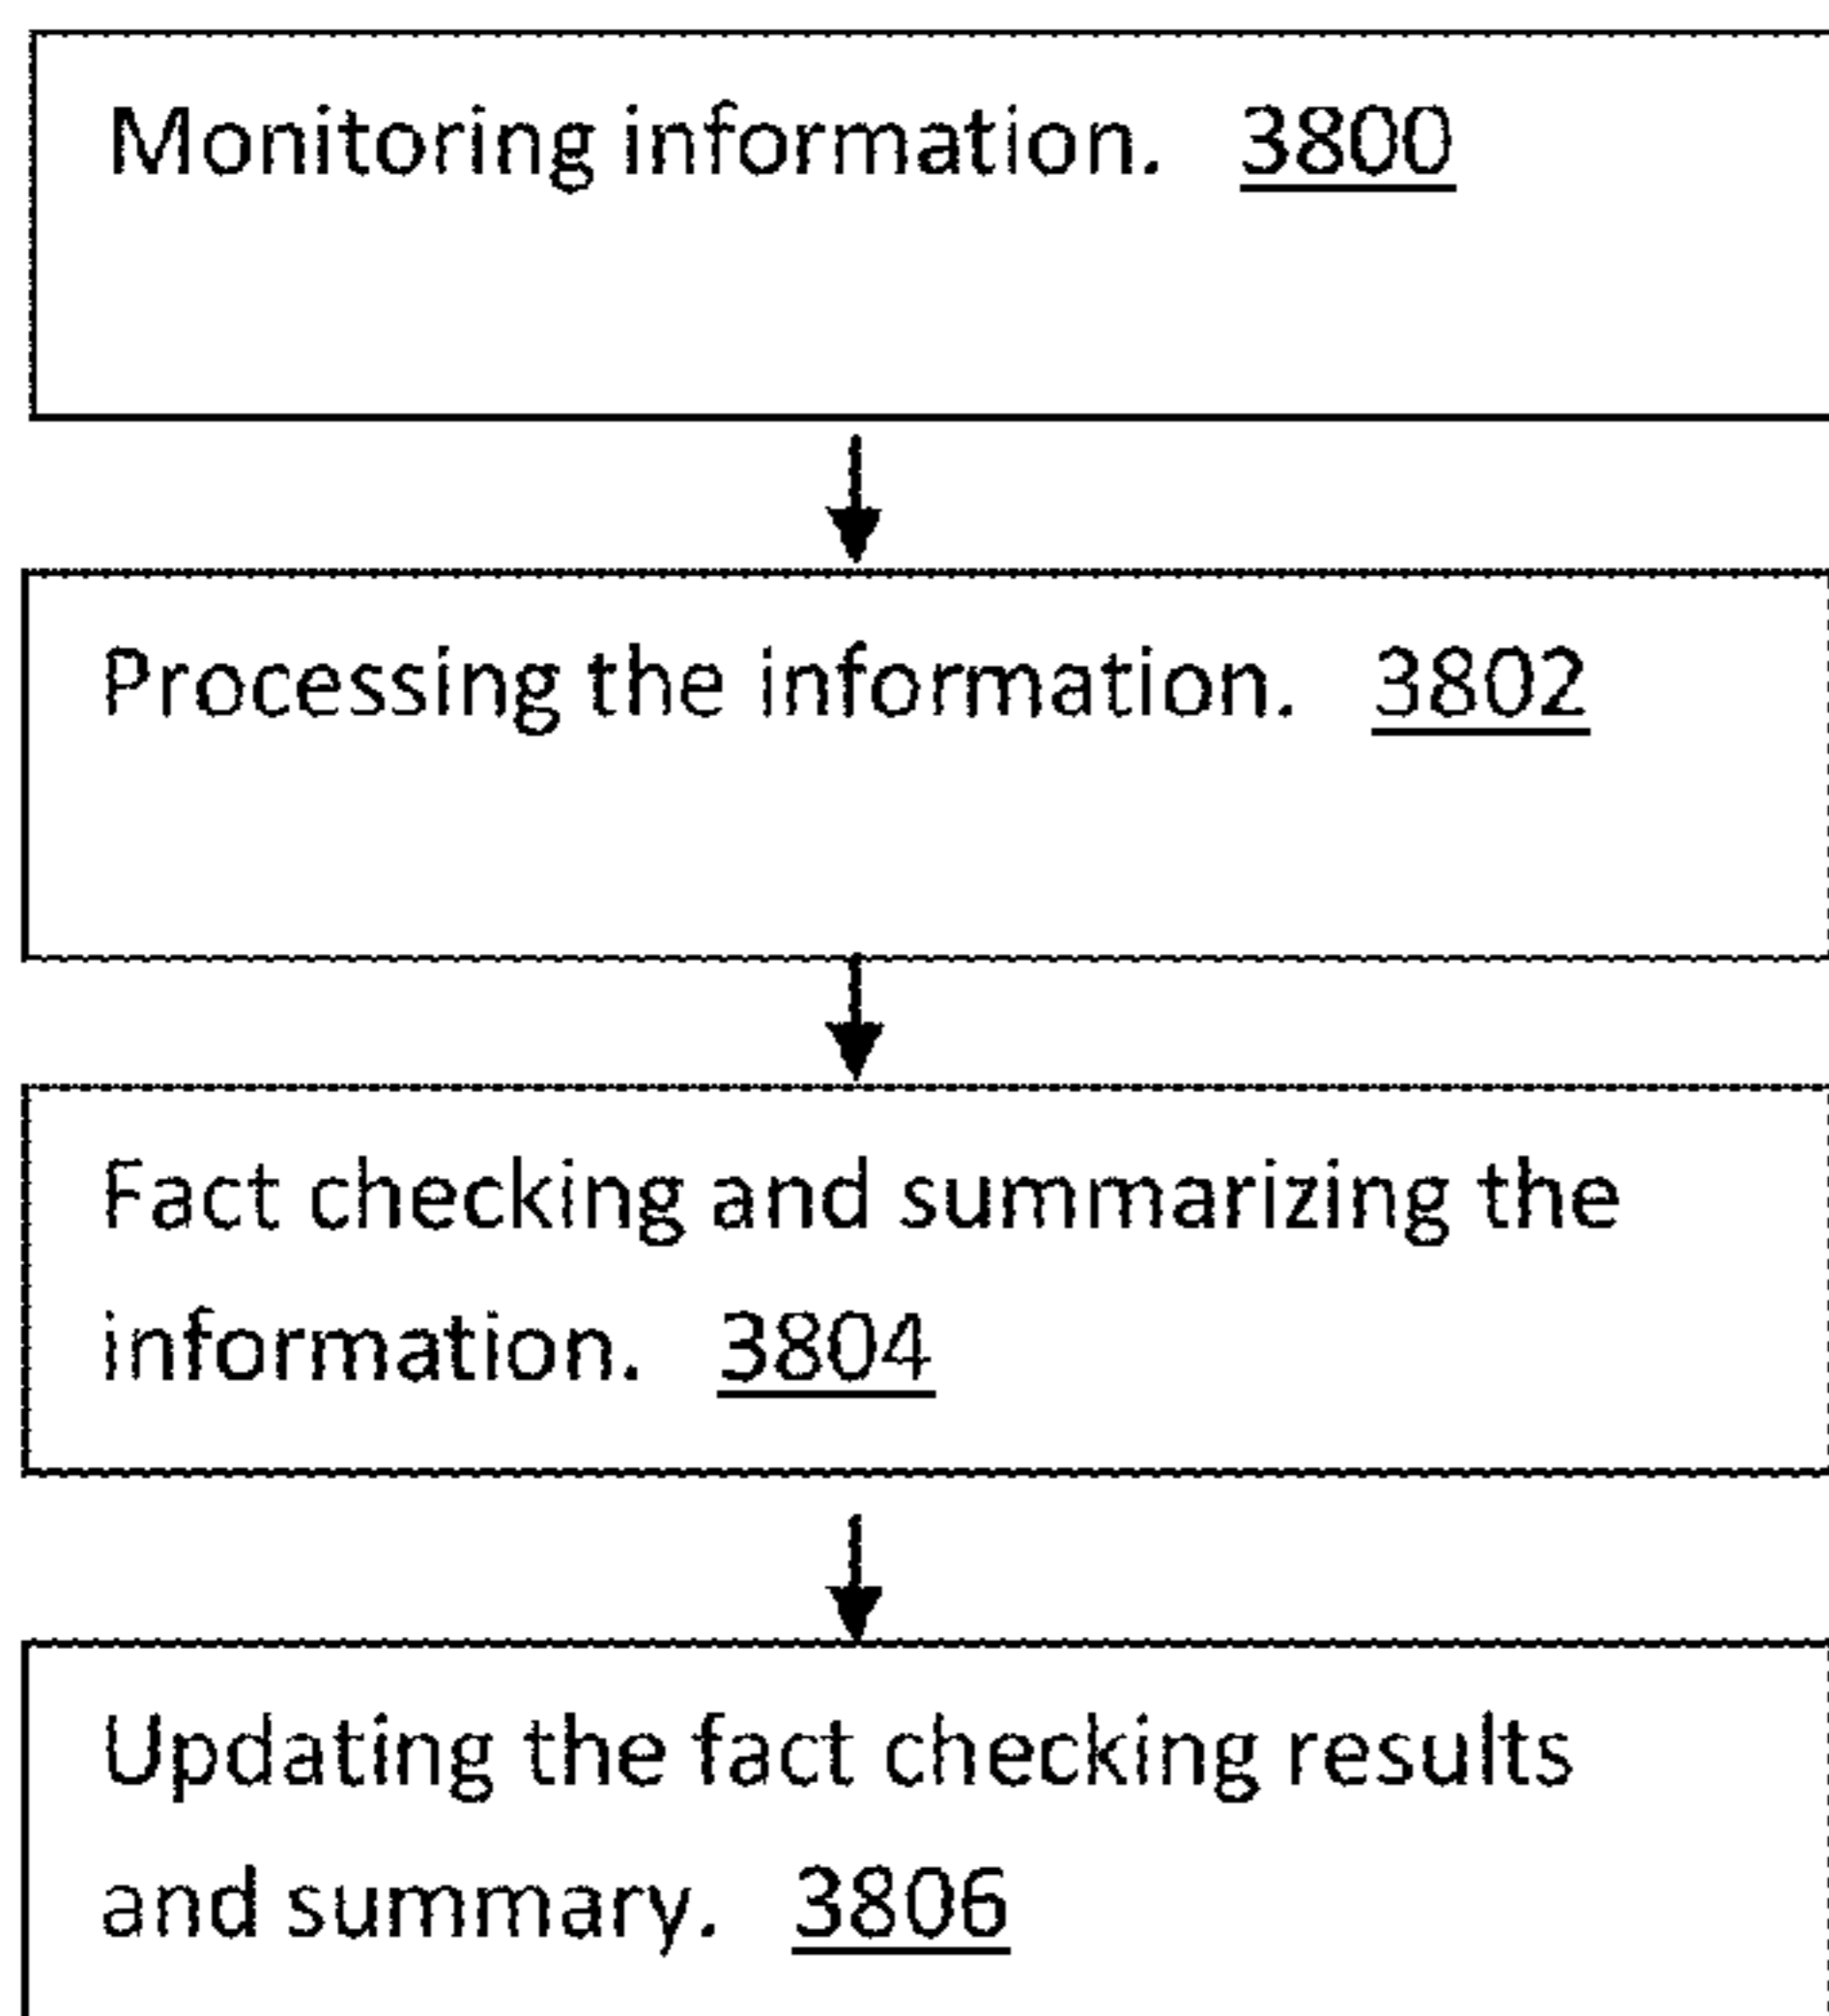 Monitoring information. 3800
Processing the information. 3802
Fact checking and summarizing the
information. 3804
Updating the fact checking results
and summary. 3806